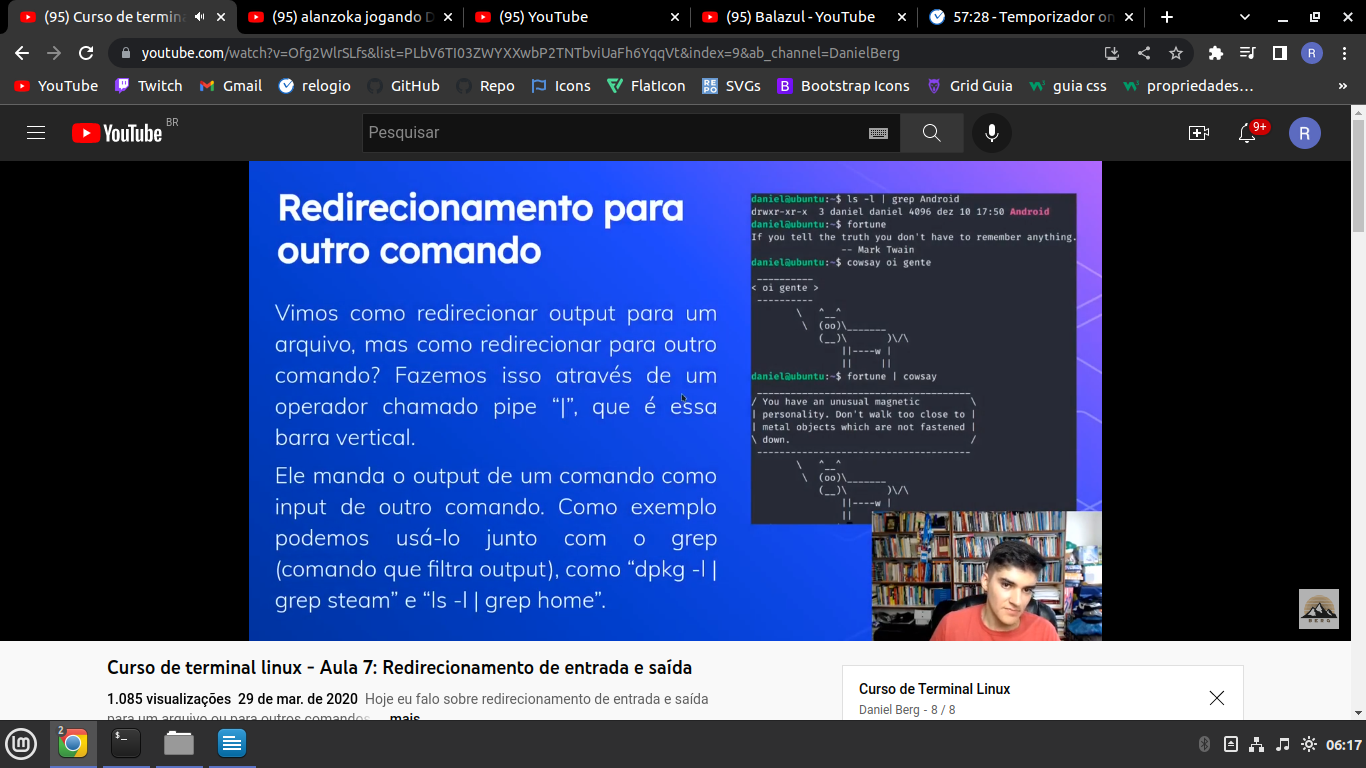 (95) Curso de termina
(95) alanzoka jogando D
(95) YouTube
(95) Balazul - YouTube
57:28 - Temporizador on
youtube.com/watch?v=Ofg2WlrSLfs&list=PLbV6TI03ZWYXXwbP2TNTbviUaFh6YqqVt&index=9&ab_channel=DanielBerg
R
YouTube
Twitch
Gmail
relogio
GitHub
Repo
Icons
FlatIcon
SVGs
Bootstrap Icons
Grid Guia
guia css
propriedades…
»
YouTube BR
Pesquisar
9+
R
Redirecionamento para
outro comando
Vimos como redirecionar output para um
arquivo, mas como redirecionar para outro
comando? Fazemos isso através de um
operador chamado pipe “|”, que é essa
barra vertical.
Ele manda o output de um comando como
input de outro comando. Como exemplo
podemos usá-lo junto com o grep
(comando que filtra output), como “dpkg -l |
grep steam” e “ls -l | grep home”.
daniel@ubuntu:~$ ls -l | grep Android
drwxr-xr-x  3 daniel daniel 4096 dez 10 17:50 Android
daniel@ubuntu:~$ fortune
If you tell the truth you don't have to remember anything.
-- Mark Twain
daniel@ubuntu:~$ cowsay oi gente
__________
< oi gente >
----------
\   ^__^
\  (oo)\_______
(__)\       )\/\
||----w |
||     ||
daniel@ubuntu:~$ fortune | cowsay
_____________________________________
/ You have an unusual magnetic \
| personality. Don't walk too close to |
| metal objects which are not fastened |
\ down. /
-------------------------------------
\   ^__^
\  (oo)\_______
(__)\       )\/\
||----w |
||
BERG
Curso de terminal linux - Aula 7: Redirecionamento de entrada e saída
1.085 visualizações  29 de mar. de 2020  Hoje eu falo sobre redirecionamento de entrada e saída
para um arquivo ou para outros comandos ... mais
Curso de Terminal Linux
Daniel Berg - 8 / 8
lm
2
$_
06:17